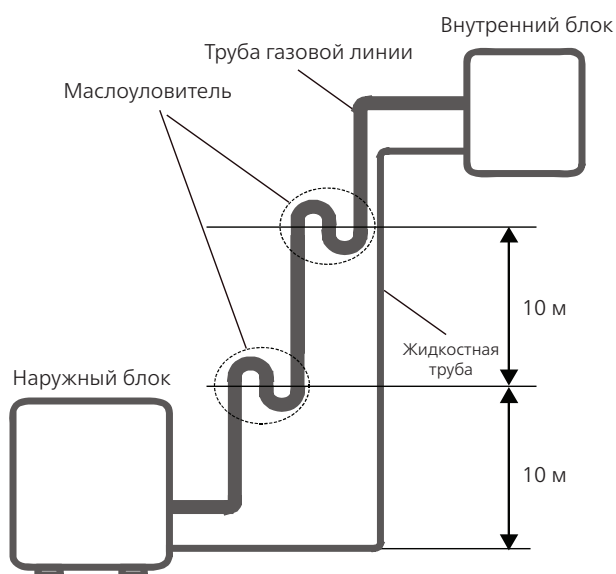 Внутренний блок
Труба газовой линии
Маслоуловитель
10 м
Жидкостная
труба
Наружный блок
10 м